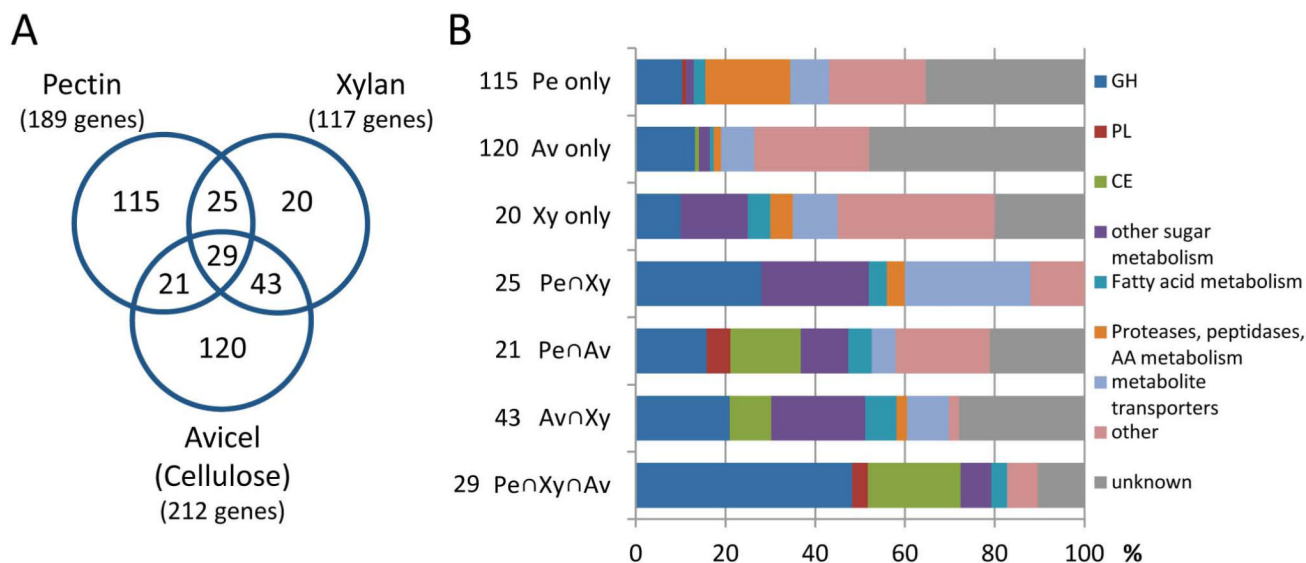 A
Pectin
(189 genes)
Xylan
(117 genes)
115
25
20
29
21
43
120
Avicel
(Cellulose)
(212 genes)
B
115 Pe only
120 Av only
20 Xy only
25 Pe∩Xy
21 Pe∩Av
43 Av∩Xy
29 Pe∩Xy∩Av
0 20 40 60 80 100 %
GH
PL
CE
other sugar
metabolism
Fatty acid metabolism
Proteases, peptidases,
AA metabolism
metabolite
transporters
other
unknown